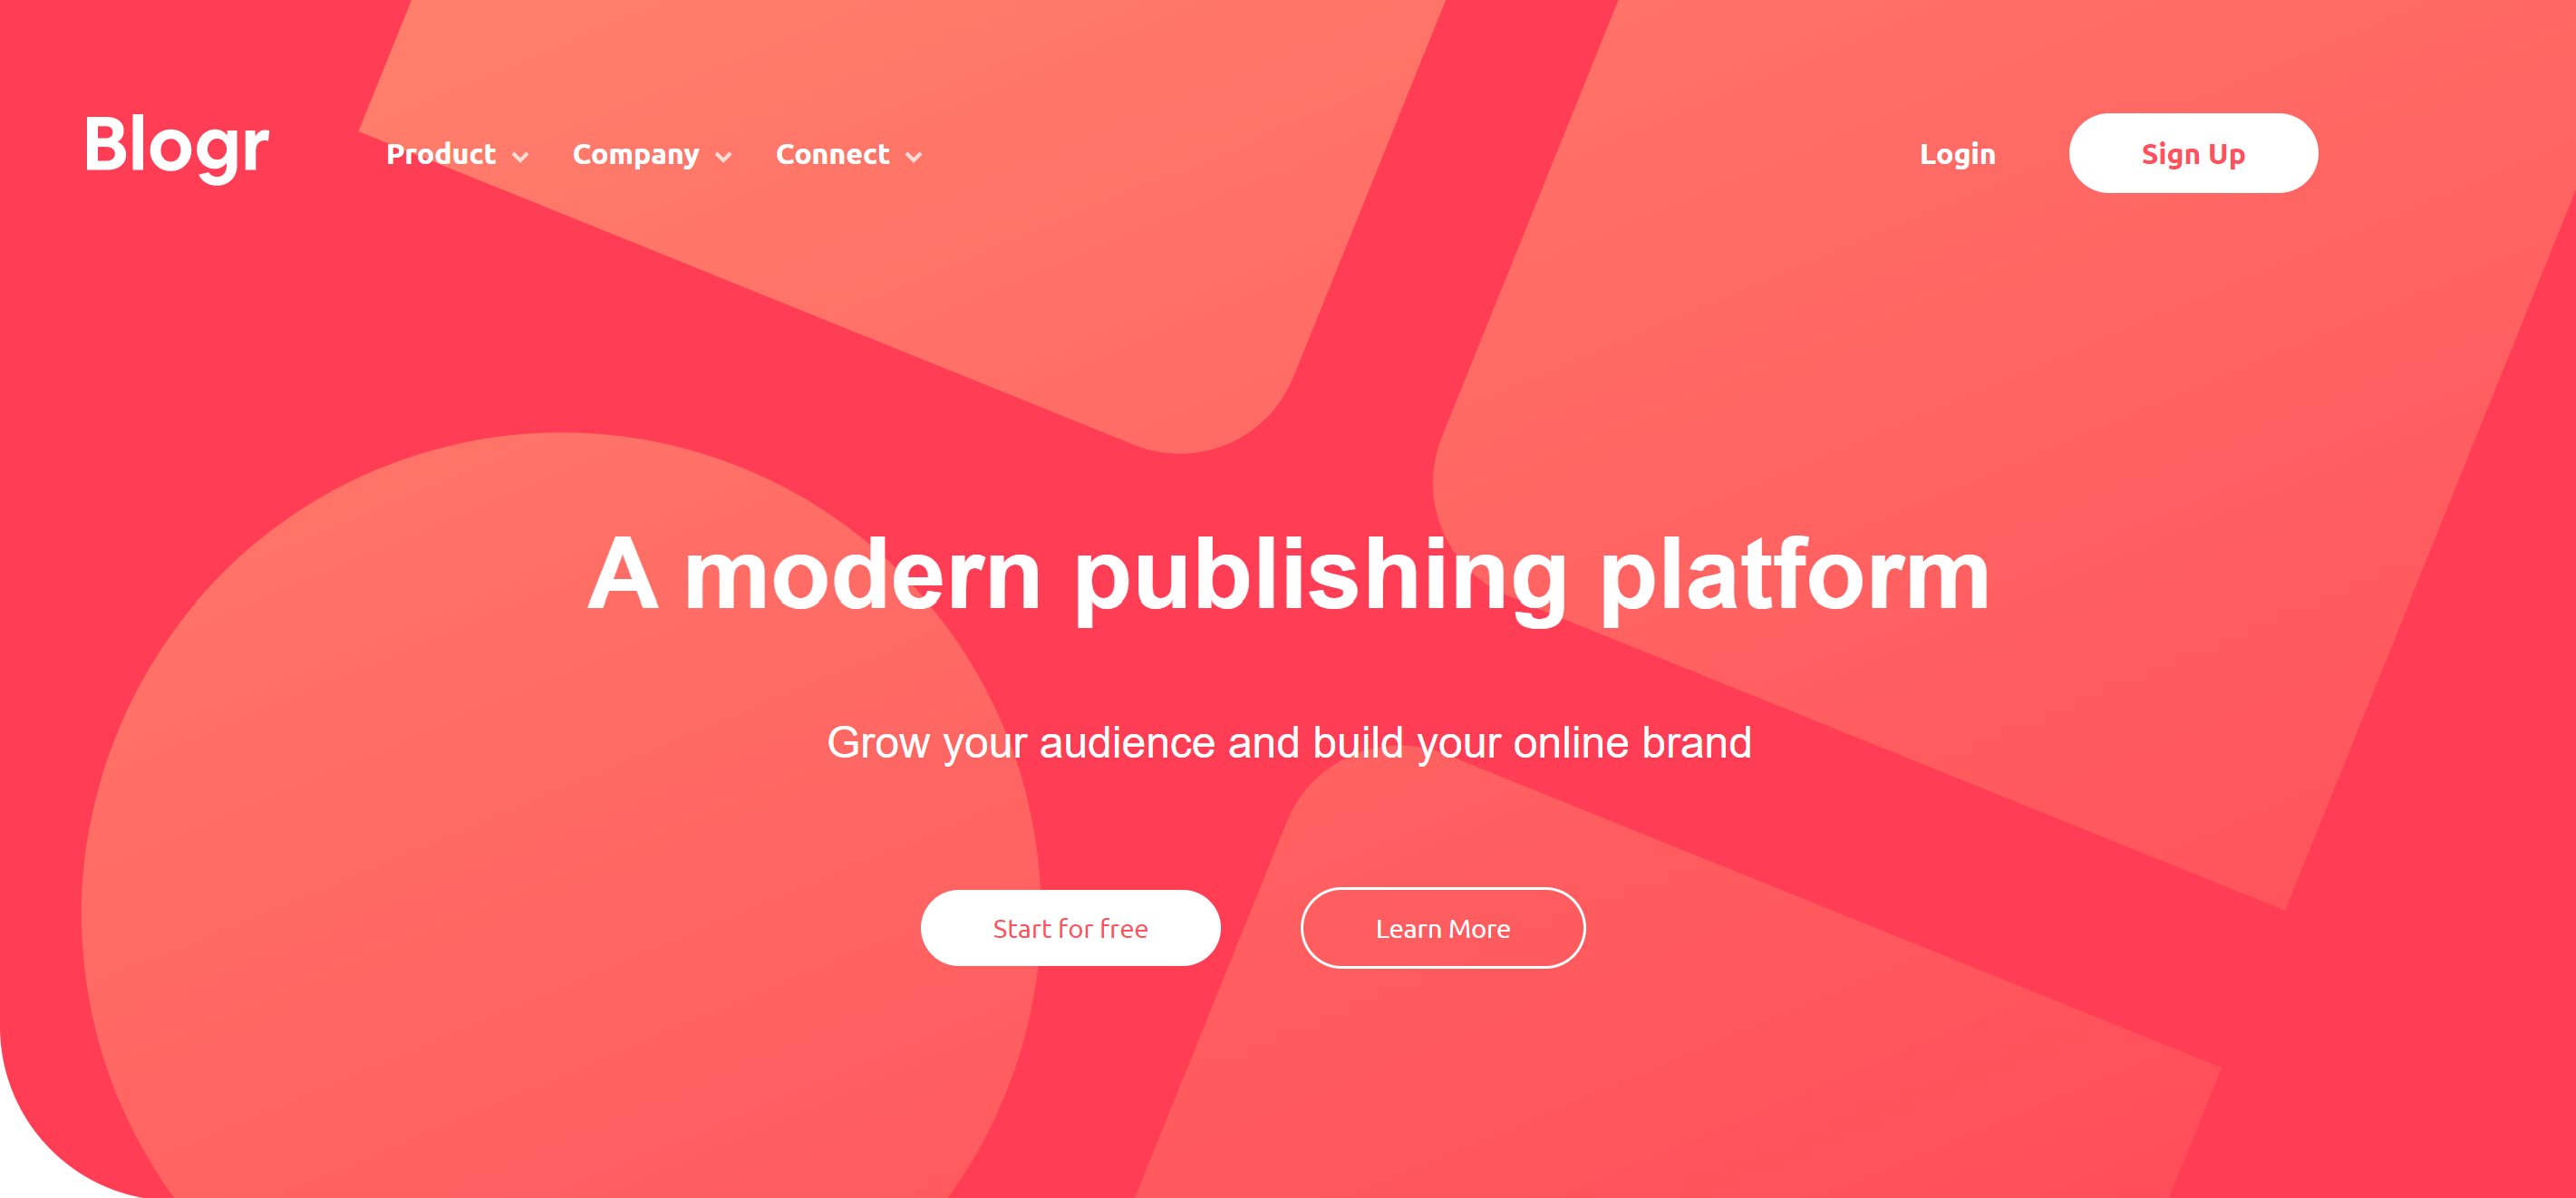 Blogr
Product Company Connect Login Sign Up
A modern publishing platform
Grow your audience and build your online brand
Start for free Learn More